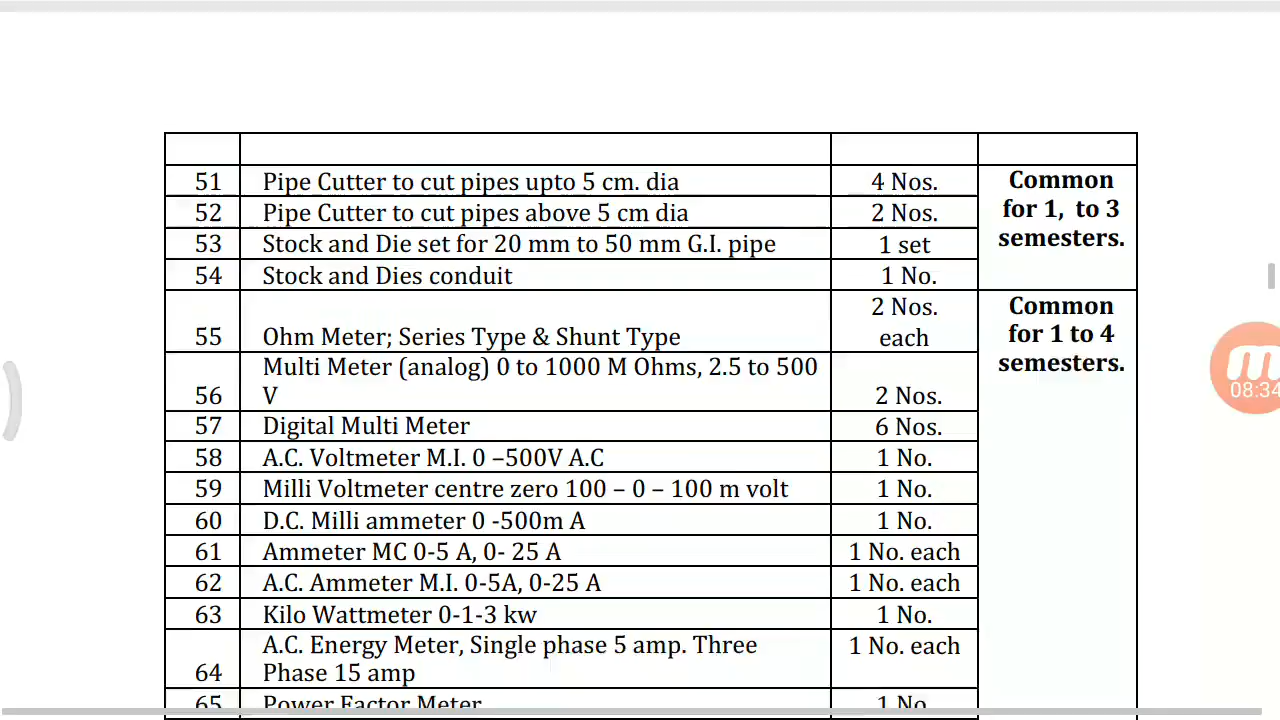 51 Pipe Cutter to cut pipes upto 5 cm. dia 4 Nos. Common
for 1, to 3
semesters.
52 Pipe Cutter to cut pipes above 5 cm dia 2 Nos.
53 Stock and Die set for 20 mm to 50 mm G.I. pipe 1 set
54 Stock and Dies conduit 1 No.
2 Nos. Common
for 1 to 4
semesters.
55 Ohm Meter; Series Type & Shunt Type each
Multi Meter (analog) 0 to 1000 M Ohms, 2.5 to 500
56 V 2 Nos.
57 Digital Multi Meter 6 Nos.
58 A.C. Voltmeter M.I. 0 –500V A.C 1 No.
59 Milli Voltmeter centre zero 100 – 0 – 100 m volt 1 No.
60 D.C. Milli ammeter 0 -500m A 1 No.
61 Ammeter MC 0-5 A, 0- 25 A 1 No. each
62 A.C. Ammeter M.I. 0-5A, 0-25 A 1 No. each
63 Kilo Wattmeter 0-1-3 kw 1 No.
A.C. Energy Meter, Single phase 5 amp. Three 1 No. each
64 Phase 15 amp
65 Power Factor Meter 1 No
08:34